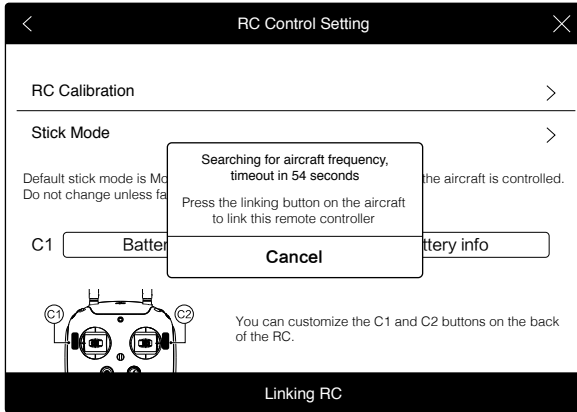 RC Control Setting
RC Calibration
Stick Mode
Searching for aircraft frequency,
timeout in 54 seconds
Press the linking button on the aircraft
to link this remote controller
Cancel
Default stick mode is Mo
the aircraft is controlled.
Do not change unless fa
C1
Batter
ttery info
C1
C2
You can customize the C1 and C2 buttons on the back
of the RC.
Linking RC